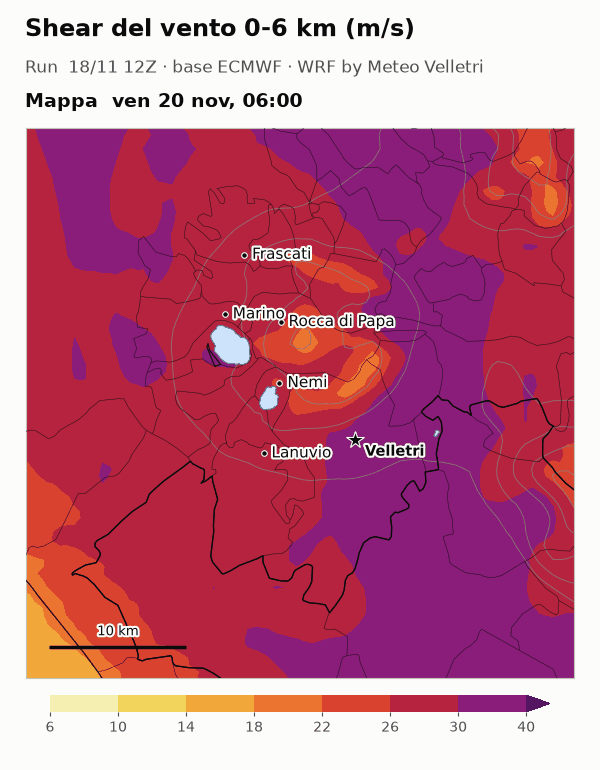 Shear del vento 0-6 km (m/s)
Run  18/11 12Z · base ECMWF · WRF by Meteo Velletri
Mappa  ven 20 nov, 06:00
Frascati
Marino
Rocca di Papa
Nemi
Velletri
Lanuvio
10 km
6 10 14 18 22 26 30 40